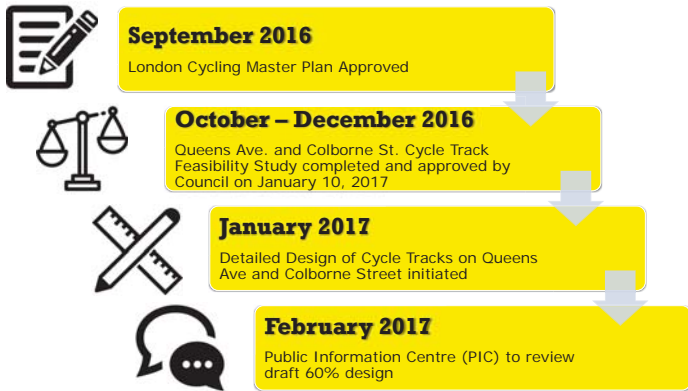 September 2016
London Cycling Master Plan Approved
October – December 2016
Queens Ave. and Colborne St. Cycle Track
Feasibility Study completed and approved by
Council on January 10, 2017
January 2017
Detailed Design of Cycle Tracks on Queens
Ave and Colborne Street initiated
February 2017
Public Information Centre (PIC) to review
draft 60% design